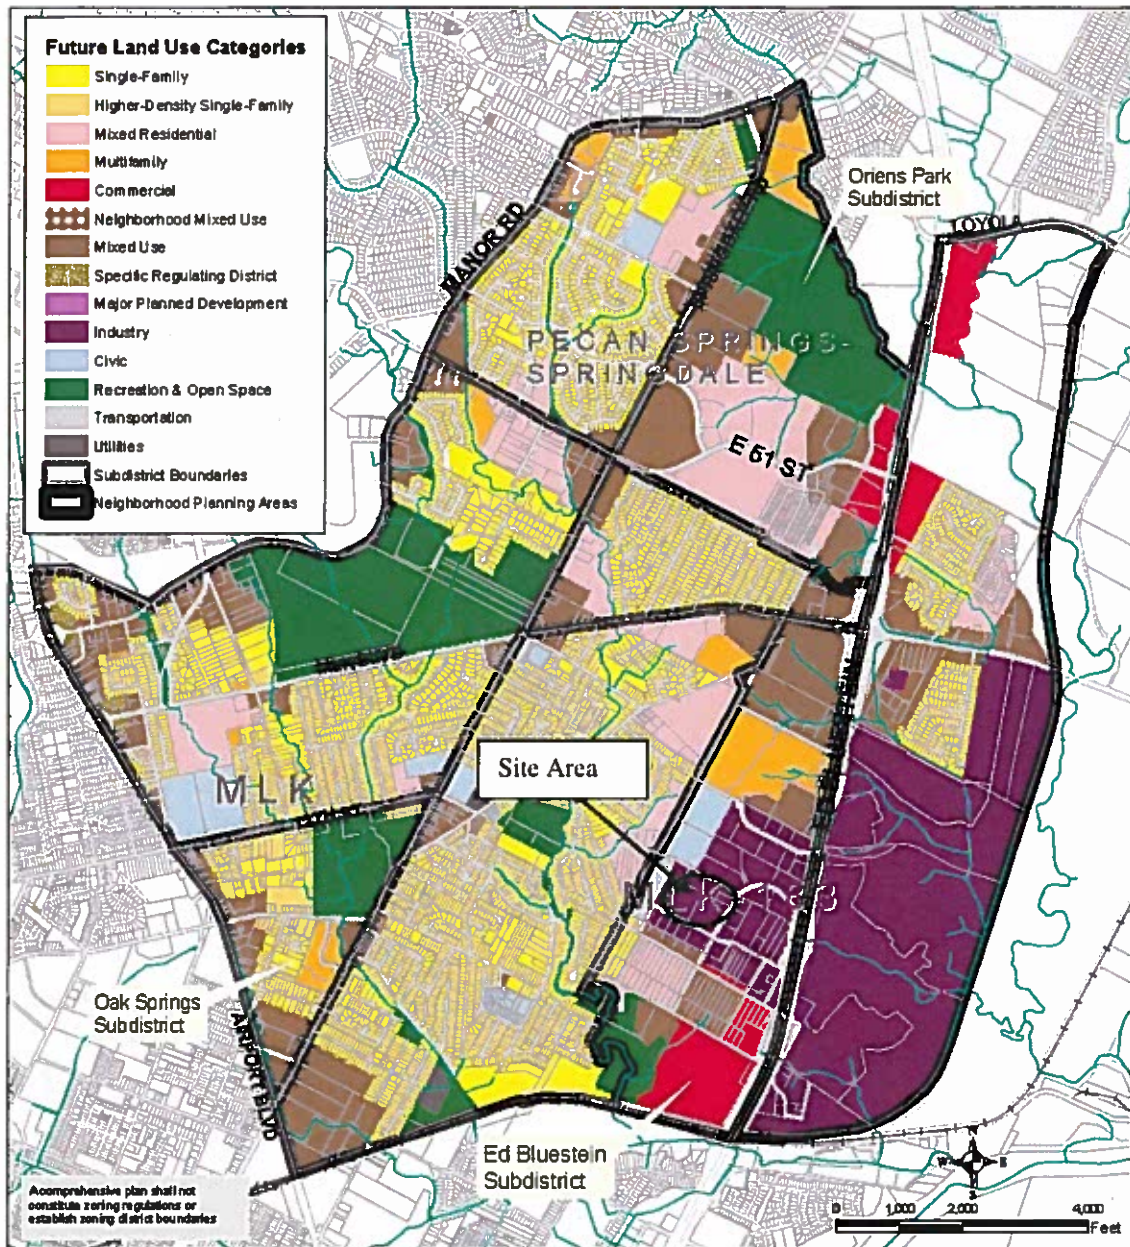 Future Land Use Categories
Single-Family
Higher-Density Single-Family
Mixed Residential
Multifamily
Commercial
Neighborhood Mixed Use
Mixed Use
Specific Regulating District
Major Planned Development
Industry
Civic
Recreation & Open Space
Transportation
Utilities
Subdistrict Boundaries
Neighborhood Planning Areas
Oriens Park
Subdistrict
LOYOLA
MANOR RD
PECAN SPRINGS-
SPRINGDALE
E 51 ST
Site Area
MLK
MLK-183
Oak Springs
Subdistrict
AIRPORT BLVD
Ed Bluestein
Subdistrict
A comprehensive plan shall not
constitute zoning regulations or
establish zoning district boundaries
N
W
E
S
0 1,000 2,000 4,000
Feet